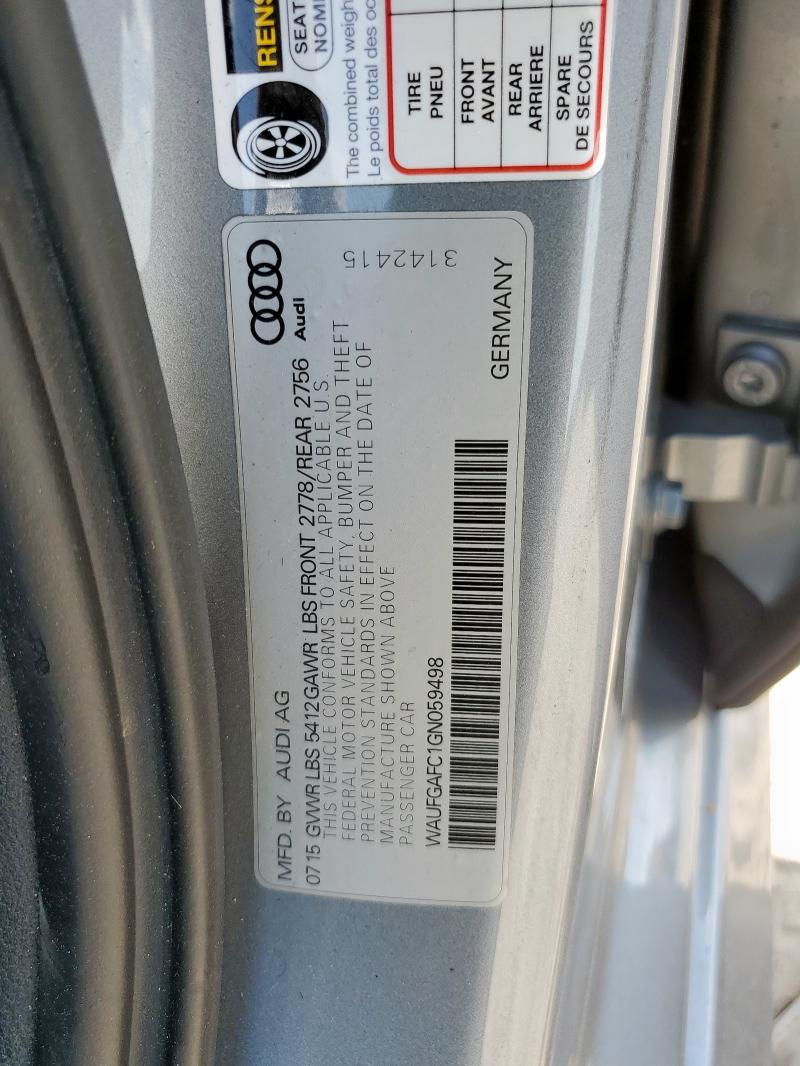 MFD. BY AUDI AG
0715 GVWR LBS 5412 GAWR LBS FRONT 2778/REAR 2756
THIS VEHICLE CONFORMS TO ALL APPLICABLE U.S.
FEDERAL MOTOR VEHICLE SAFETY, BUMPER AND THEFT
PREVENTION STANDARDS IN EFFECT ON THE DATE OF
MANUFACTURE SHOWN ABOVE
PASSENGER CAR
WAUFGAFC1GN059498
Audi
3142415
GERMANY
SEAT
The combined weigh
Le poids total des oc
TIRE
PNEU
FRONT
AVANT
REAR
ARRIERE
SPARE
DE SECOURS